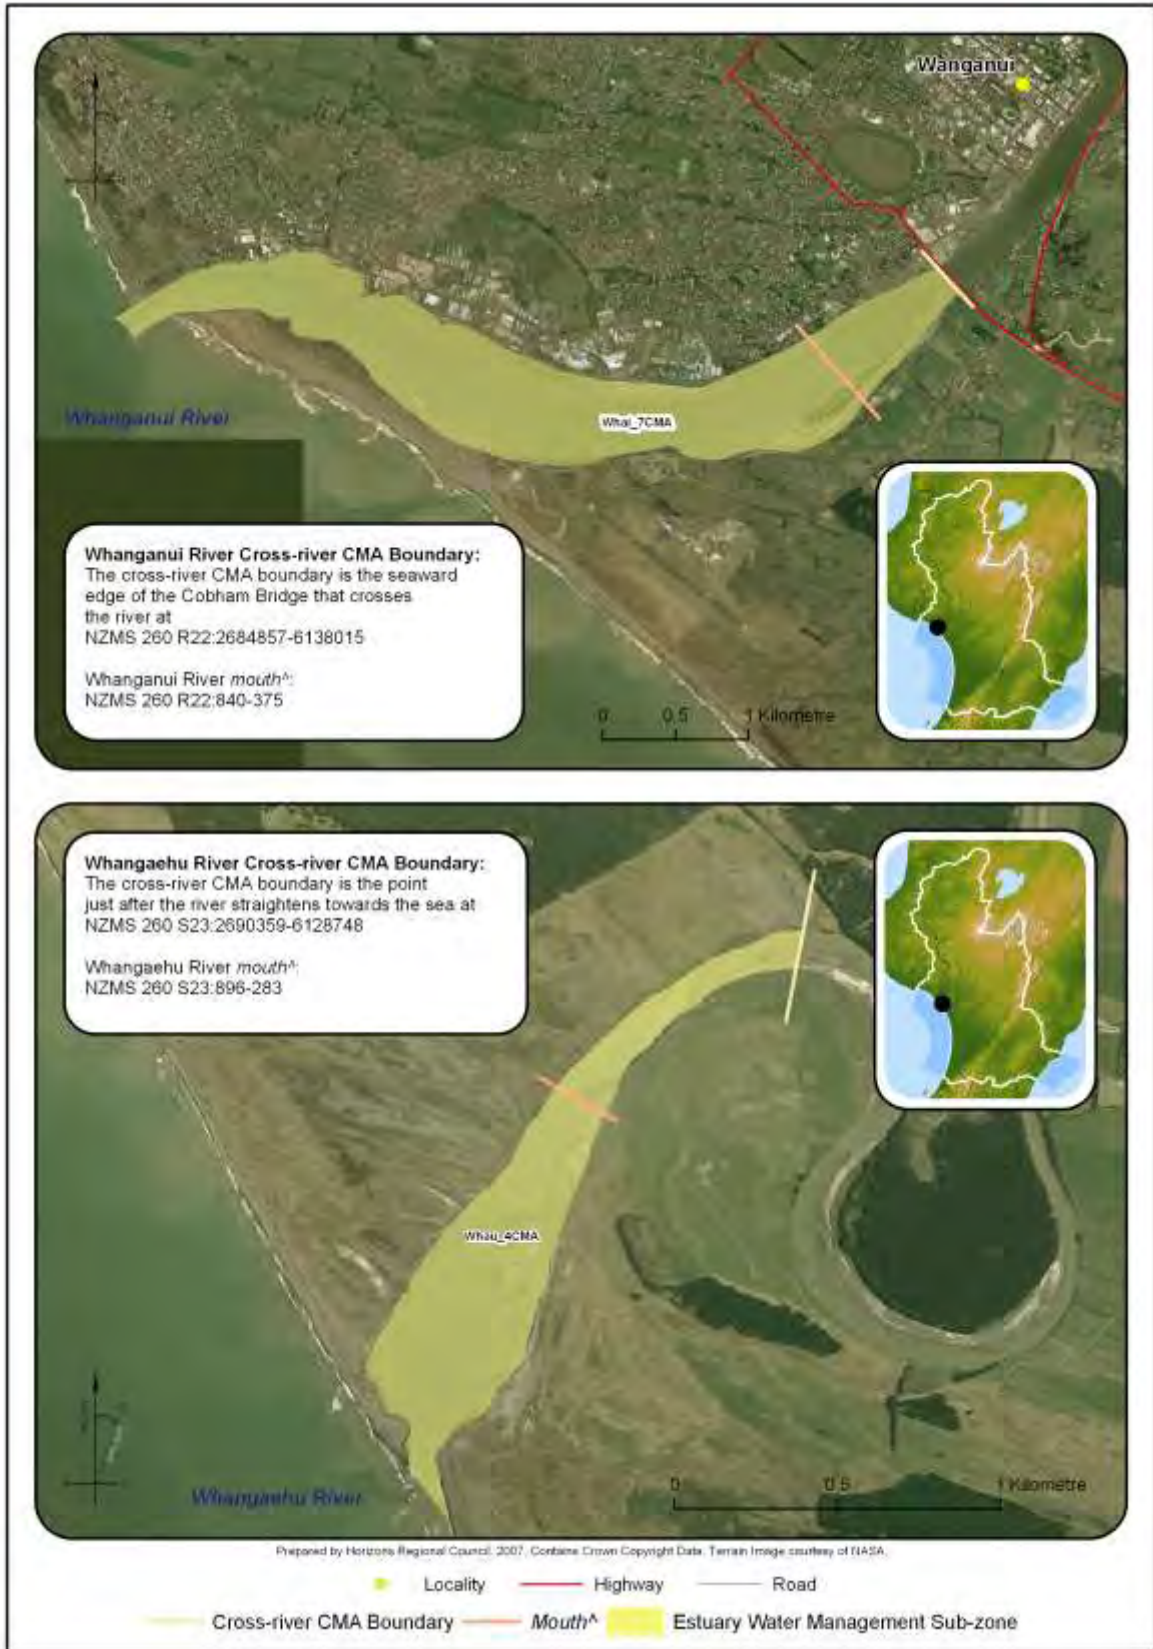 Wanganui
Whanganui River
Whai_7CMA
Whanganui River Cross-river CMA Boundary:
The cross-river CMA boundary is the seaward
edge of the Cobham Bridge that crosses
the river at
NZMS 260 R22:2684857-6138015
Whanganui River mouth^:
NZMS 260 R22:840-375
0 0.5 1 Kilometre
Whangaehu River Cross-river CMA Boundary:
The cross-river CMA boundary is the point
just after the river straightens towards the sea at
NZMS 260 S23:2690359-6128748
Whangaehu River mouth^:
NZMS 260 S23:896-283
Whau_4CMA
Whangaehu River
0 0.5 1 Kilometre
Prepared by Horizons Regional Council, 2007. Contains Crown Copyright Data. Terrain Image courtesy of NASA.
Locality Highway Road
Cross-river CMA Boundary Mouth^ Estuary Water Management Sub-zone